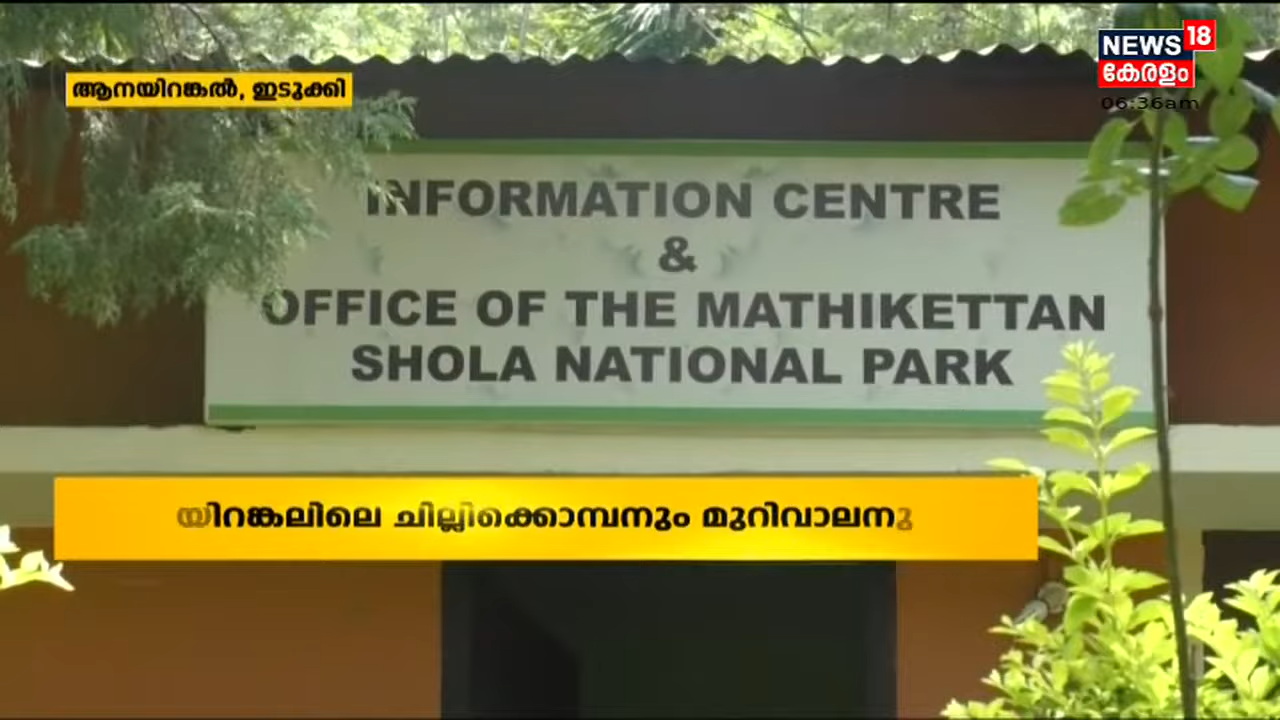 NEWS 18
കേരളം
06:36am
ആനയിറങ്കൽ, ഇടുക്കി
INFORMATION CENTRE
&
OFFICE OF THE MATHIKETTAN
SHOLA NATIONAL PARK
യിറങ്കലിലെ ചില്ലിക്കൊമ്പനും മുറിവാലനു